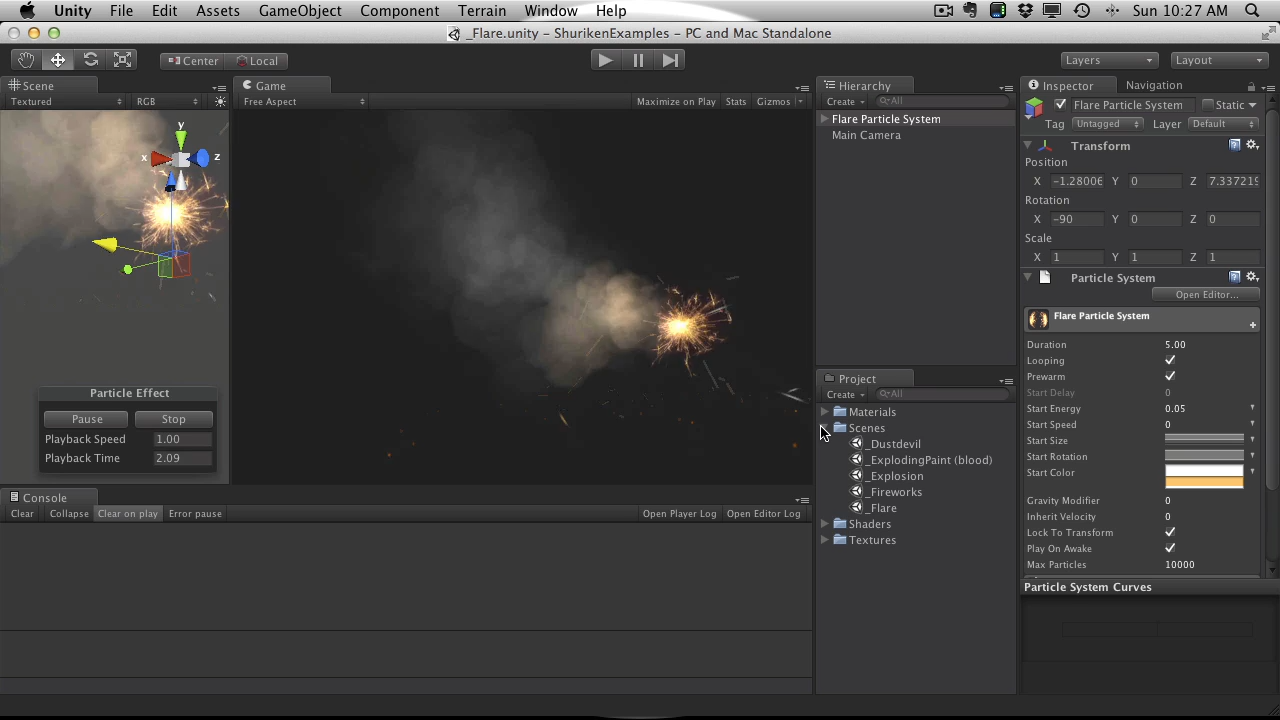 Unity File Edit Assets GameObject Component Terrain Window Help Sun 10:27 AM
_Flare.unity - ShurikenExamples - PC and Mac Standalone
Center Local Layers Layout
Scene
Textured RGB
y
x
z
Particle Effect
Pause Stop
Playback Speed 1.00
Playback Time 2.09
Game
Free Aspect Maximize on Play Stats Gizmos
Console
Clear Collapse Clear on play Error pause Open Player Log Open Editor Log
Hierarchy
Create All
Flare Particle System
Main Camera
Project
Create All
Materials
Scenes
_Dustdevil
_ExplodingPaint (blood)
_Explosion
_Fireworks
_Flare
Shaders
Textures
Inspector Navigation
Flare Particle System Static
Tag Untagged Layer Default
Transform
Position
X -1.28006 Y 0 Z 7.337219
Rotation
X -90 Y 0 Z 0
Scale
X 1 Y 1 Z 1
Particle System
Open Editor...
Flare Particle System
Duration 5.00
Looping
Prewarm
Start Delay 0
Start Energy 0.05
Start Speed 0
Start Size
Start Rotation
Start Color
Gravity Modifier 0
Inherit Velocity 0
Lock To Transform
Play On Awake
Max Particles 10000
Particle System Curves